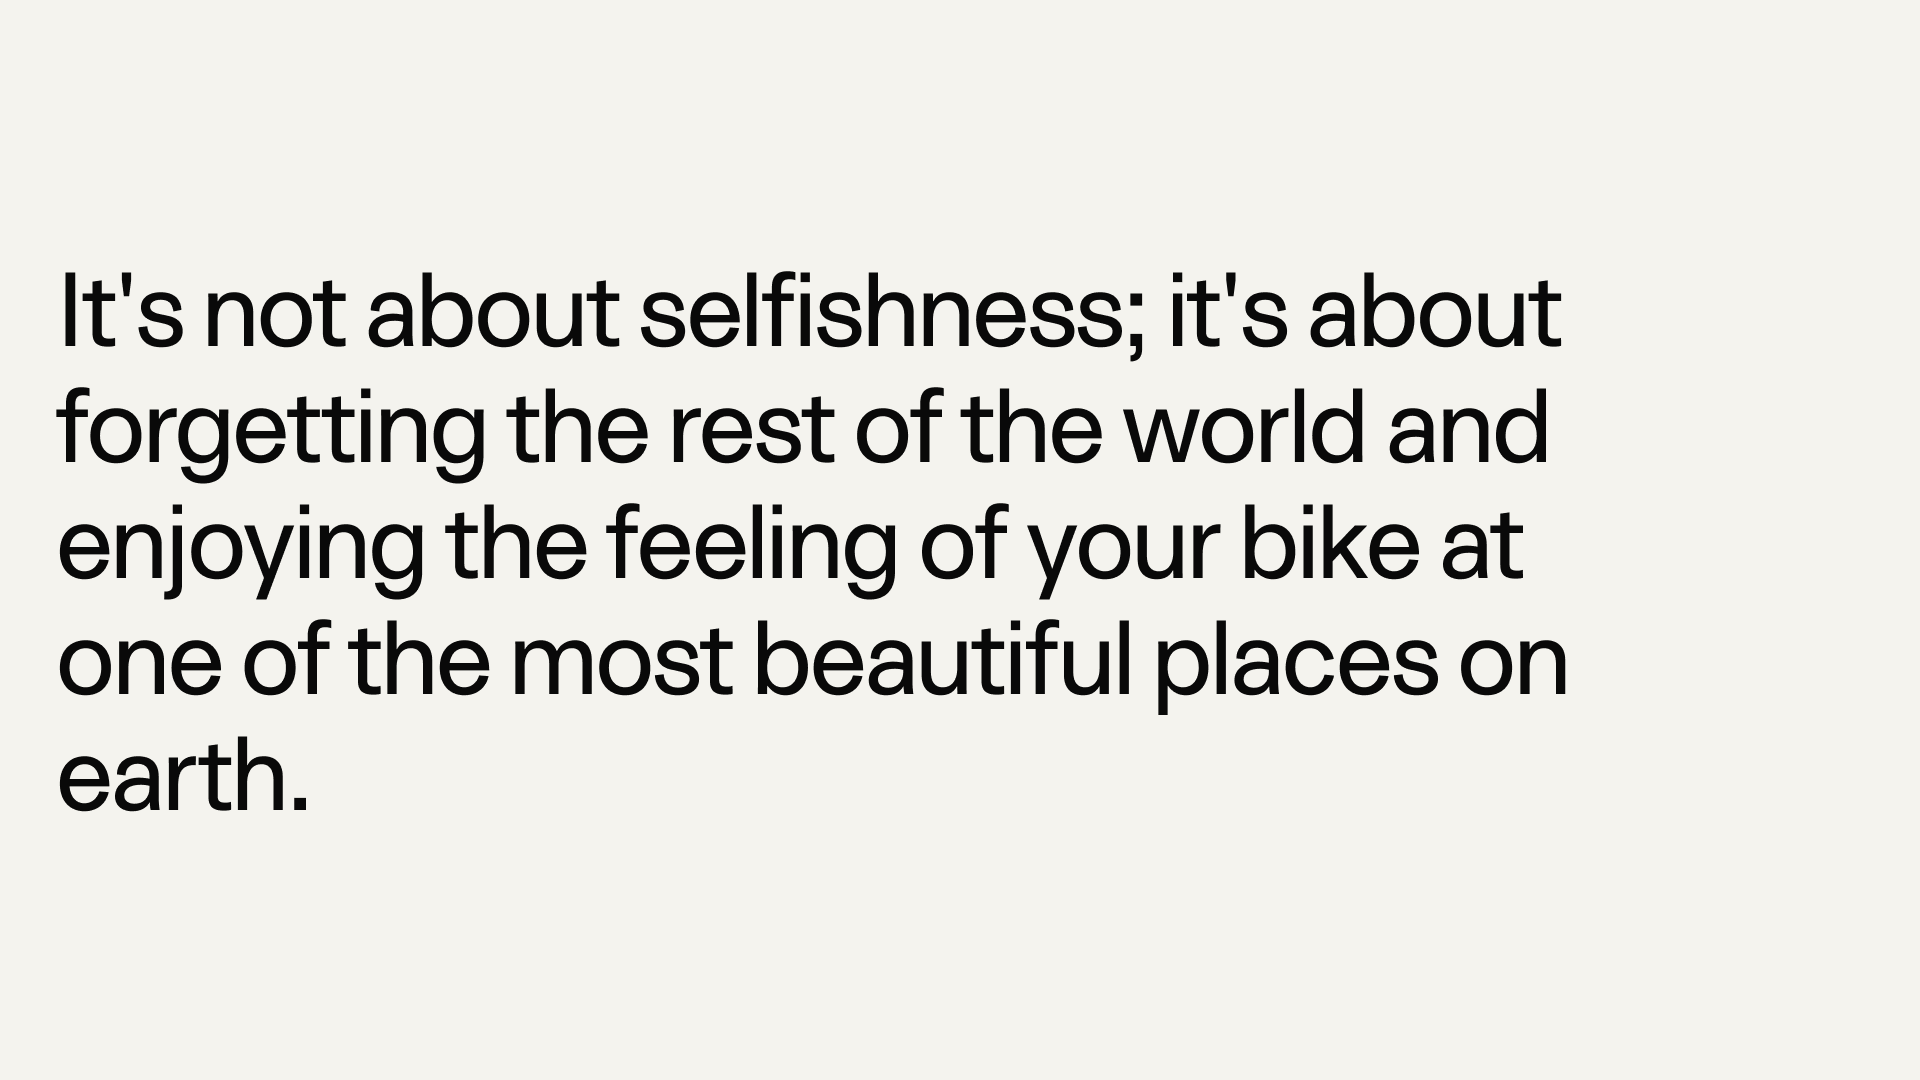 It's not about selfishness; it's about
forgetting the rest of the world and
enjoying the feeling of your bike at
one of the most beautiful places on
earth.